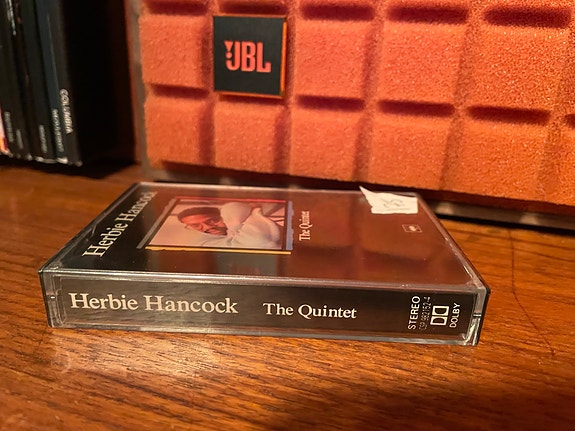 JBL
COLUMBIA
Herbie Hancock
The Quintet
Herbie Hancock The Quintet
STEREO
DOLBY